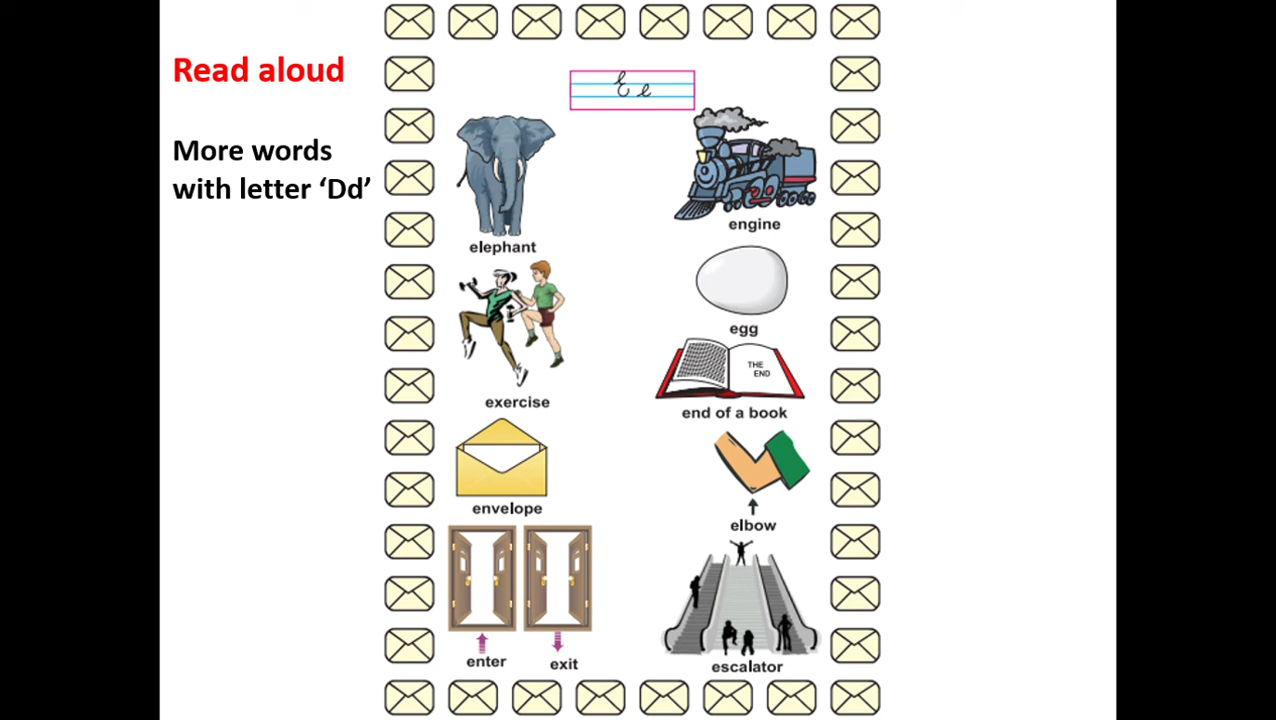 Read aloud
More words
with letter ‘Dd’
E e
elephant
engine
exercise
egg
THE
END
end of a book
envelope
elbow
enter
exit
escalator